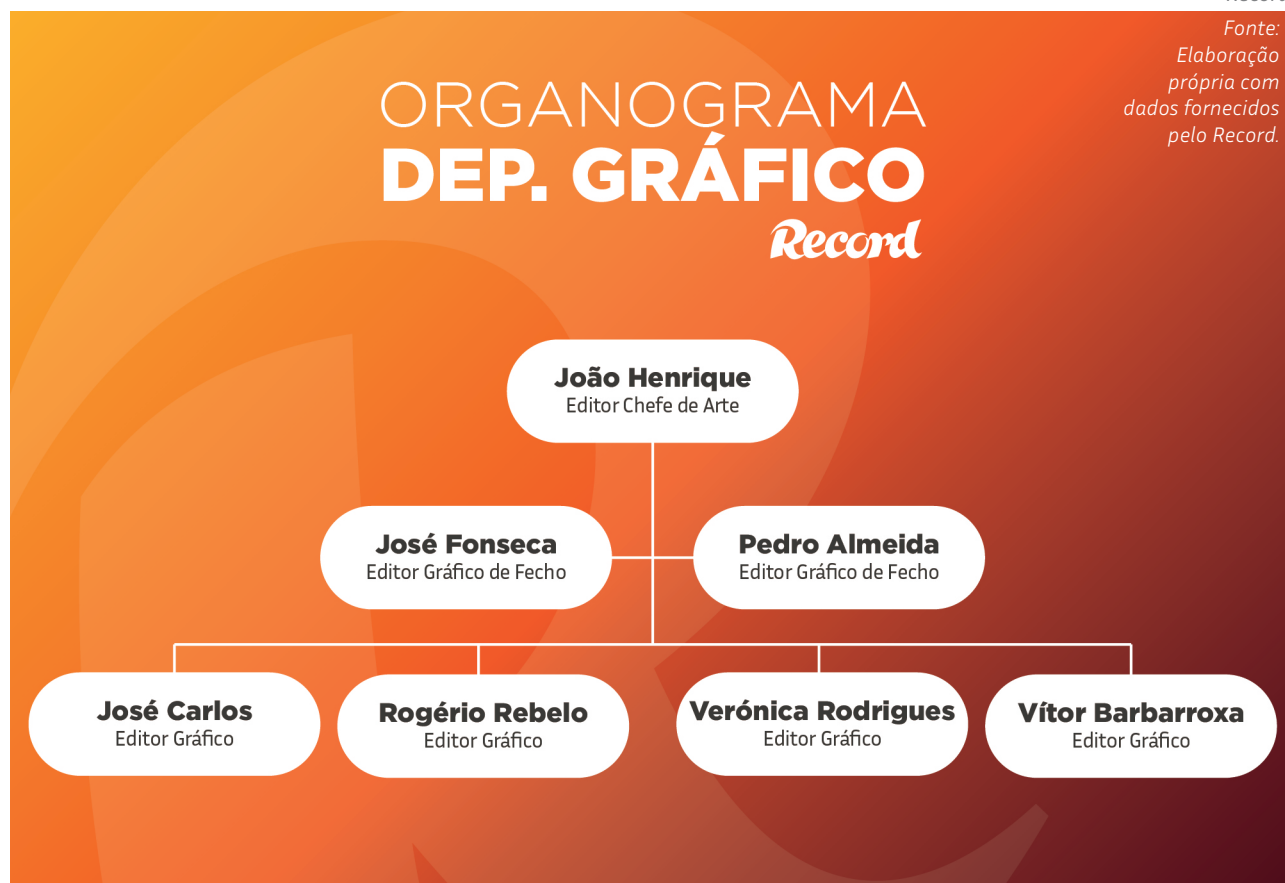 Fonte:
Elaboração
própria com
dados fornecidos
pelo Record.
ORGANOGRAMA
DEP. GRÁFICO
Record
João Henrique
Editor Chefe de Arte
José Fonseca
Editor Gráfico de Fecho
Pedro Almeida
Editor Gráfico de Fecho
José Carlos
Editor Gráfico
Rogério Rebelo
Editor Gráfico
Verónica Rodrigues
Editor Gráfico
Vítor Barbarroxa
Editor Gráfico